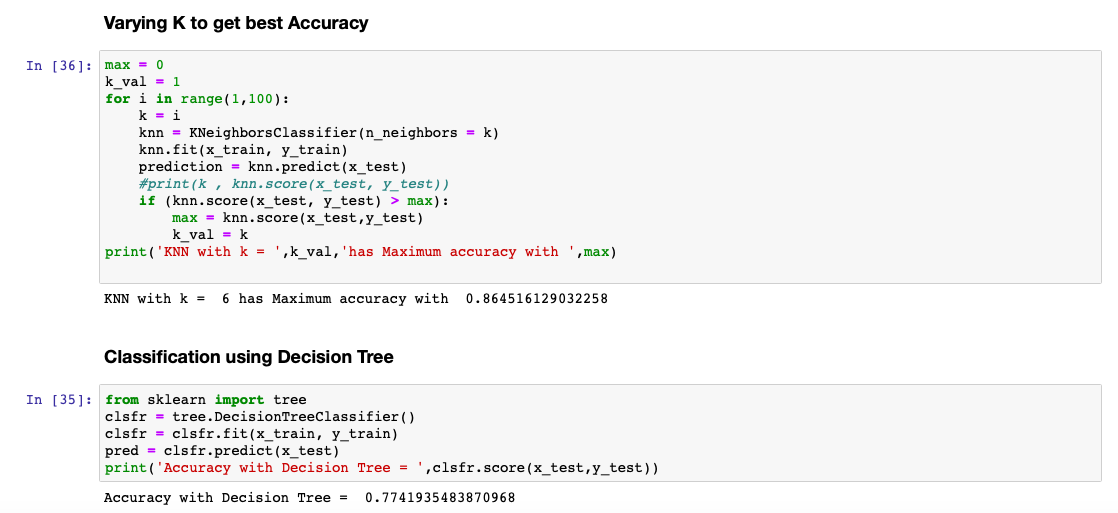 Varying K to get best Accuracy
In [36]:
max = 0
k_val = 1
for i in range(1,100):
    k = i
    knn = KNeighborsClassifier(n_neighbors = k)
    knn.fit(x_train, y_train)
    prediction = knn.predict(x_test)
    #print(k , knn.score(x_test, y_test))
    if (knn.score(x_test, y_test) > max):
        max = knn.score(x_test,y_test)
        k_val = k
print('KNN with k = ',k_val,'has Maximum accuracy with ',max)
KNN with k =  6 has Maximum accuracy with  0.864516129032258
Classification using Decision Tree
In [35]:
from sklearn import tree
clsfr = tree.DecisionTreeClassifier()
clsfr = clsfr.fit(x_train, y_train)
pred = clsfr.predict(x_test)
print('Accuracy with Decision Tree = ',clsfr.score(x_test,y_test))
Accuracy with Decision Tree =  0.7741935483870968